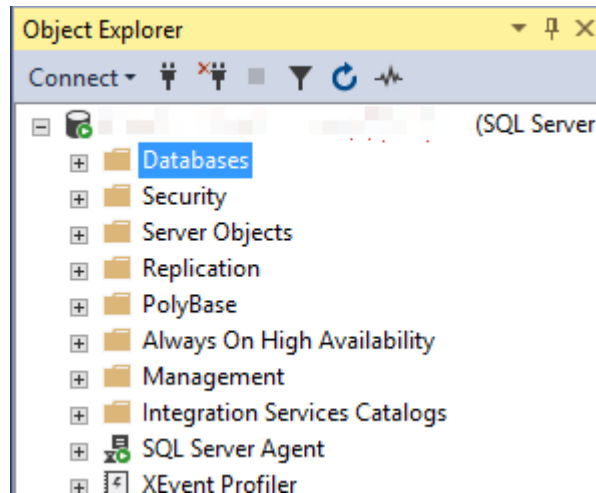 Object Explorer
Connect
(SQL Server
Databases
Security
Server Objects
Replication
PolyBase
Always On High Availability
Management
Integration Services Catalogs
SQL Server Agent
XEvent Profiler